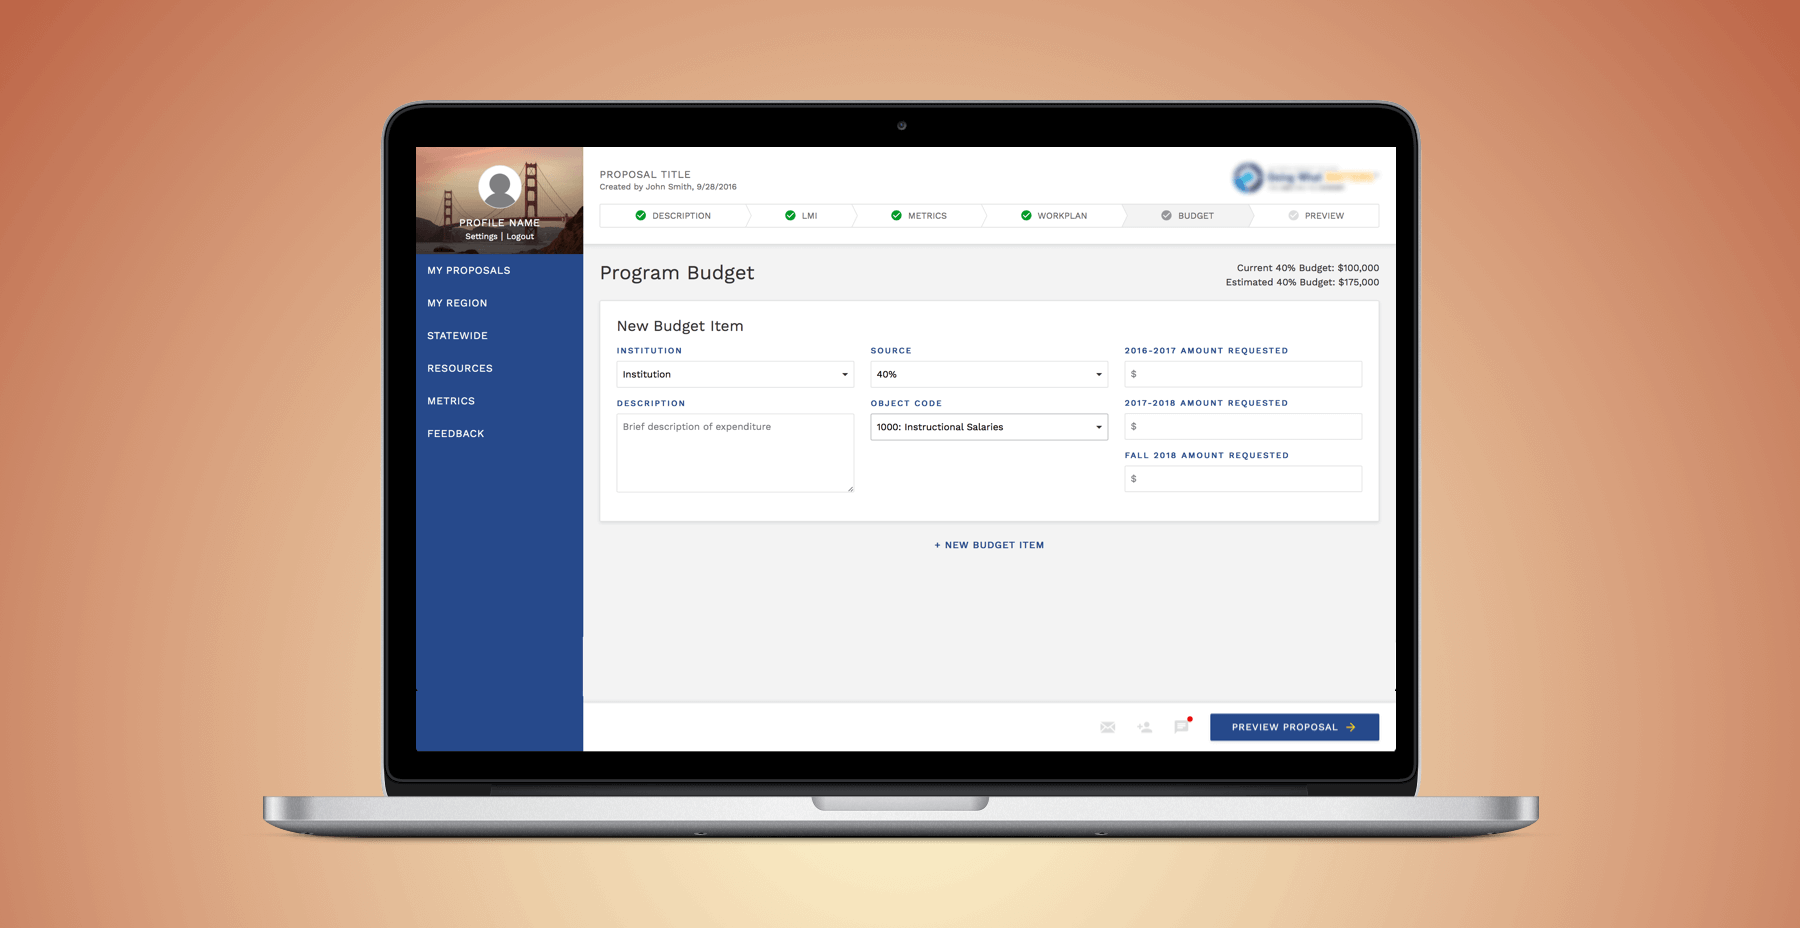 PROFILE NAME
Settings | Logout
MY PROPOSALS
MY REGION
STATEWIDE
RESOURCES
METRICS
FEEDBACK
PROPOSAL TITLE
Created by John Smith, 9/28/2016
DESCRIPTION
LMI
METRICS
WORKPLAN
BUDGET
PREVIEW
Program Budget
Current 40% Budget: $100,000
Estimated 40% Budget: $175,000
New Budget Item
INSTITUTION
Institution
DESCRIPTION
Brief description of expenditure
SOURCE
40%
OBJECT CODE
1000: Instructional Salaries
2016-2017 AMOUNT REQUESTED
$
2017-2018 AMOUNT REQUESTED
$
FALL 2018 AMOUNT REQUESTED
$
+ NEW BUDGET ITEM
PREVIEW PROPOSAL →